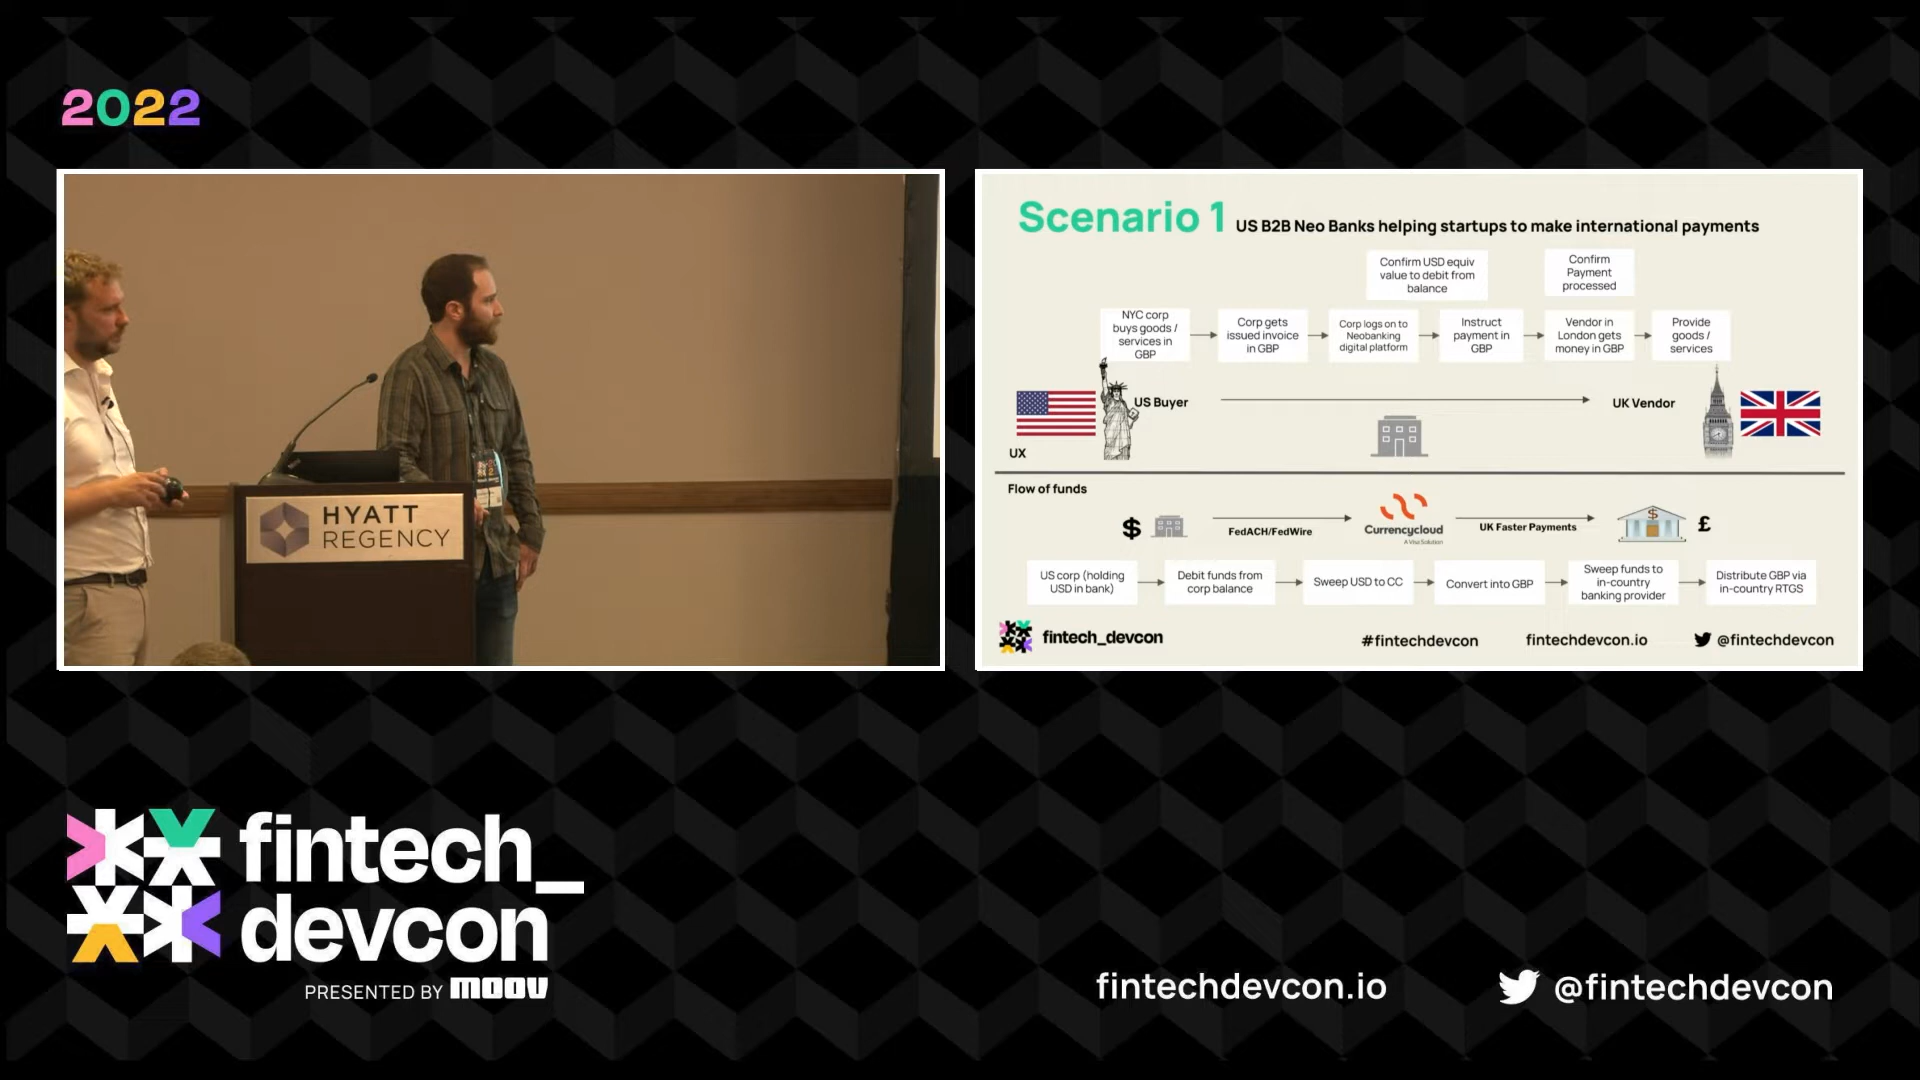 2022
HYATT
REGENCY
Scenario 1 US B2B Neo Banks helping startups to make international payments
Confirm USD equiv
value to debit from
balance
Confirm
Payment
processed
NYC corp
buys goods /
services in
GBP
Corp gets
issued invoice
in GBP
Corp logs on to
Neobanking
digital platform
Instruct
payment in
GBP
Vendor in
London gets
money in GBP
Provide
goods /
services
US Buyer
UK Vendor
UX
Flow of funds
$
FedACH/FedWire
Currencycloud
A Visa Solution
UK Faster Payments
$
£
US corp (holding
USD in bank)
Debit funds from
corp balance
Sweep USD to CC
Convert into GBP
Sweep funds to
in-country
banking provider
Distribute GBP via
in-country RTGS
fintech_devcon
#fintechdevcon
fintechdevcon.io
@fintechdevcon
fintech_
devcon
PRESENTED BY moov
fintechdevcon.io
@fintechdevcon